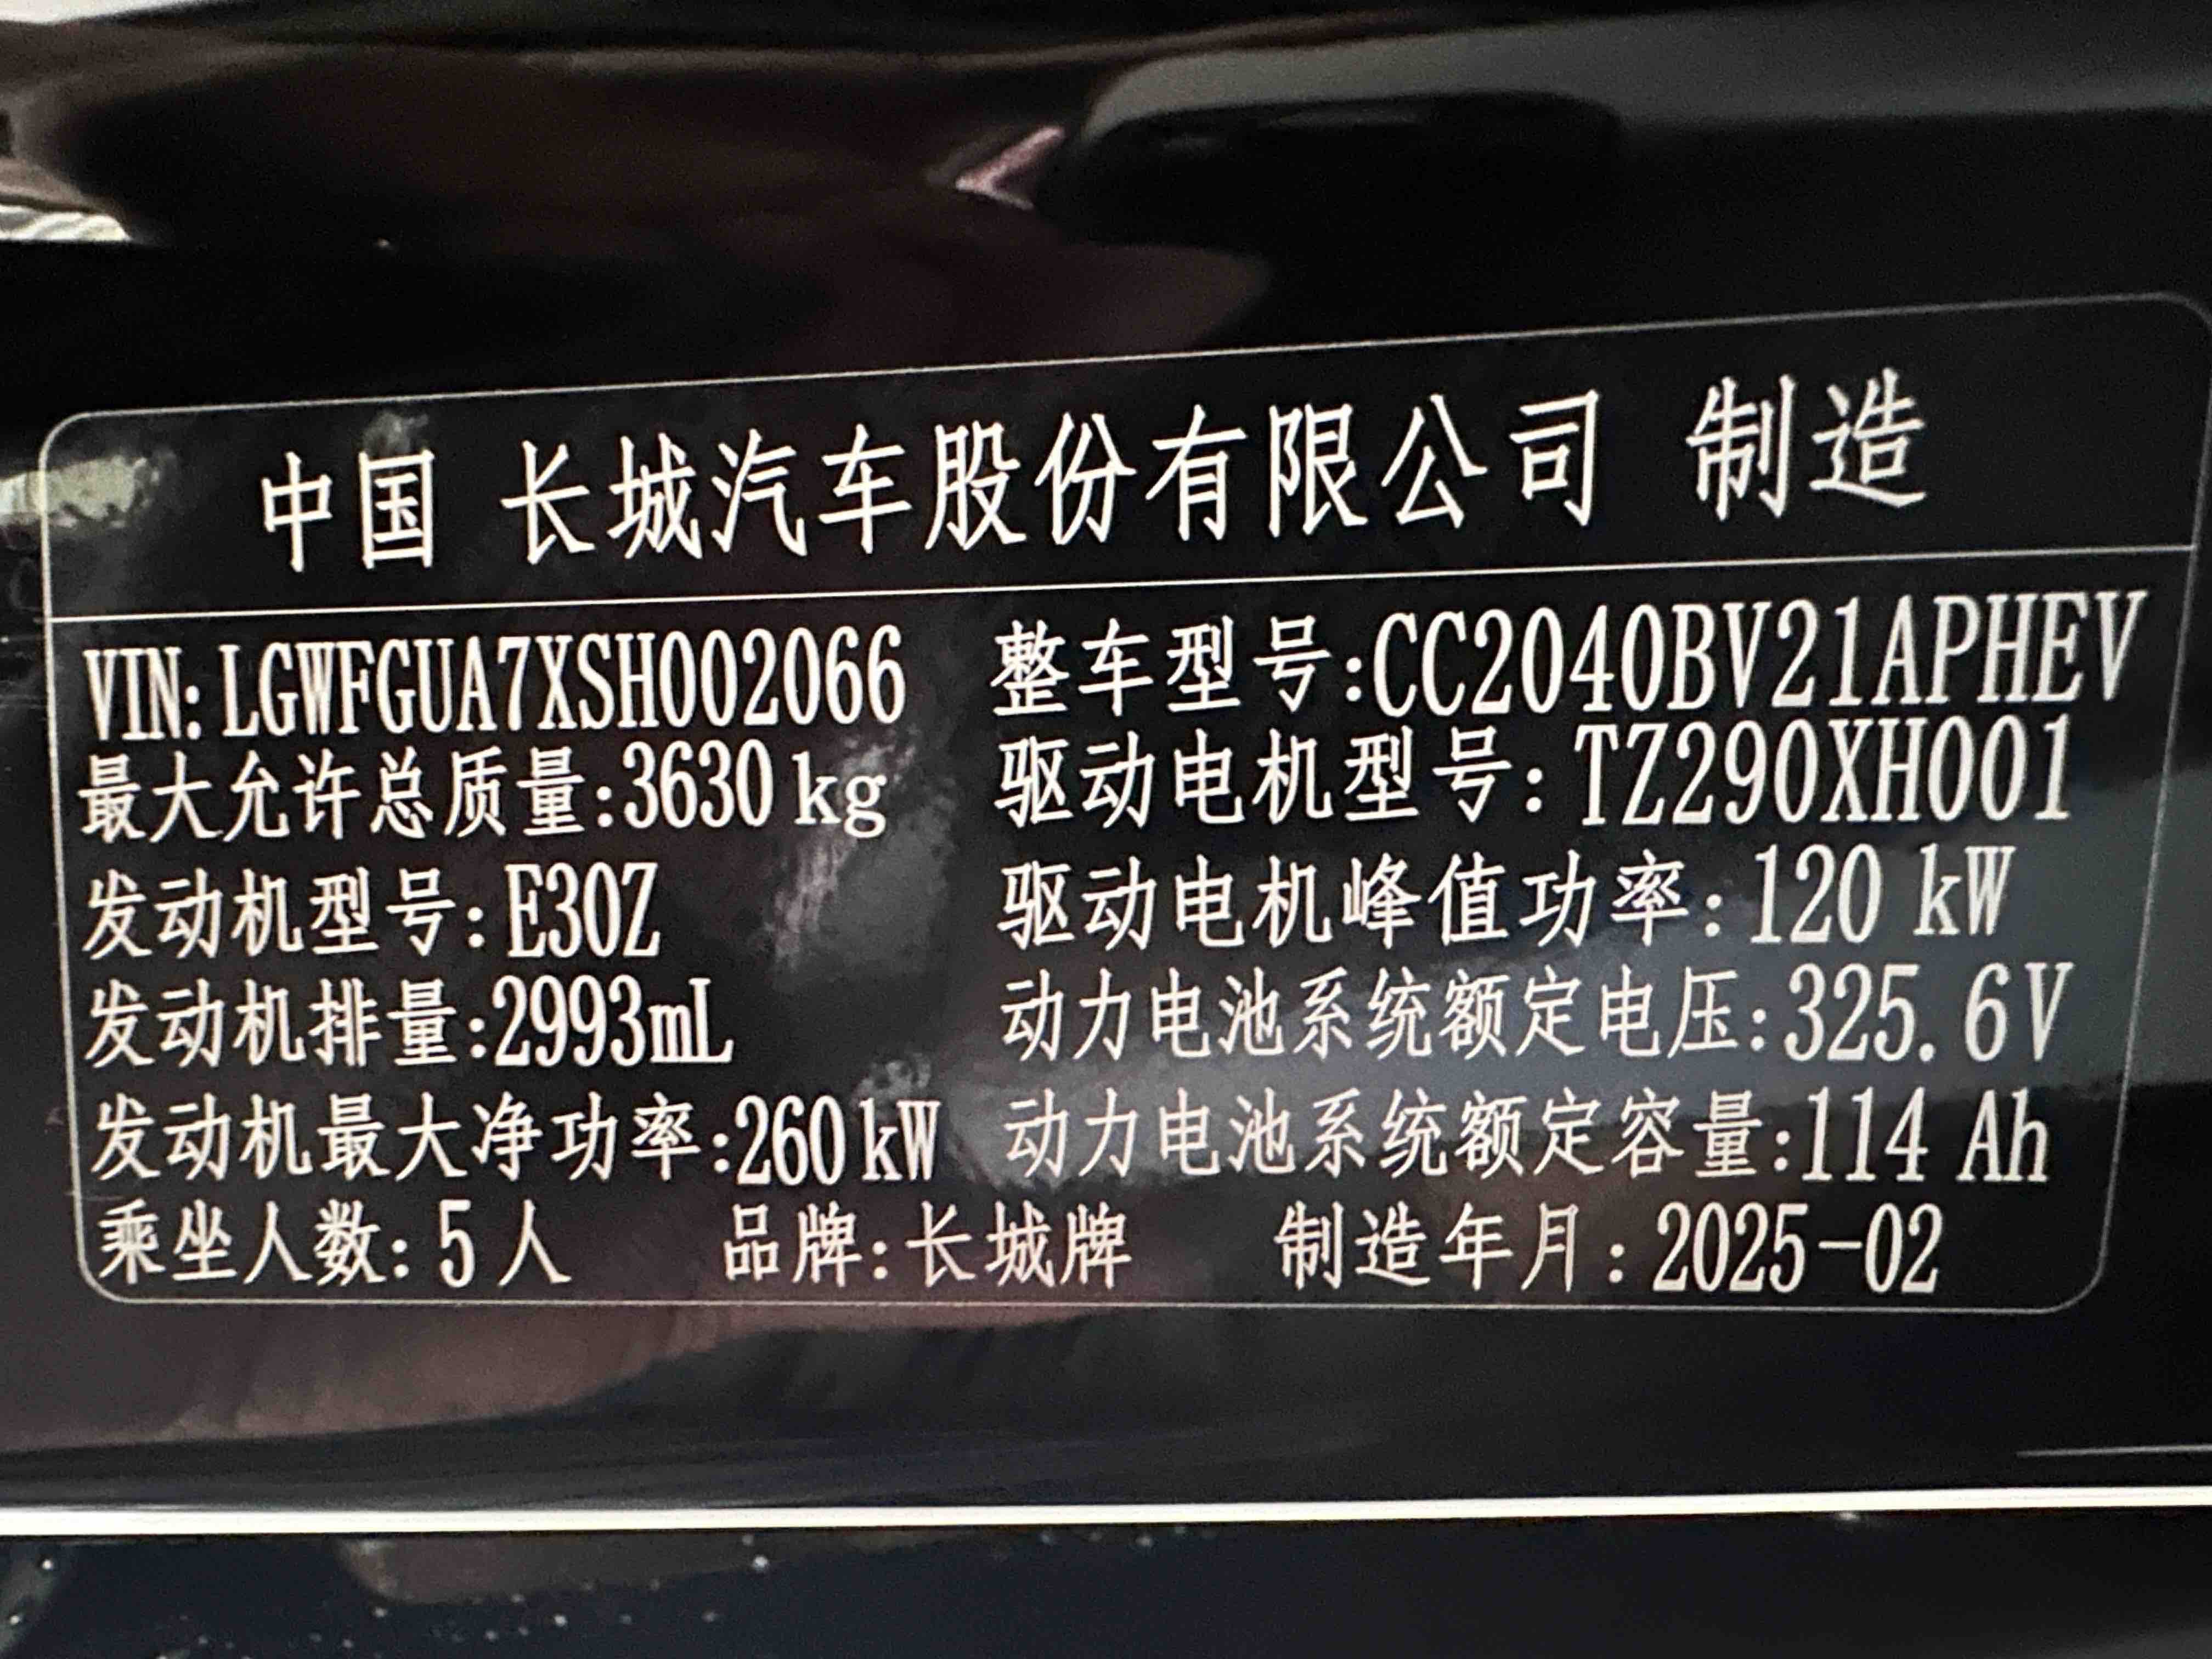 中国 长城汽车股份有限公司 制造
VIN:LGWFGUA7XSH002066 整车型号:CC2040BV21APHEV
最大允许总质量:3630kg 驱动电机型号:TZ290XH001
发动机型号:E30Z 驱动电机峰值功率:120 kW
发动机排量:2993mL 动力电池系统额定电压:325.6V
发动机最大净功率:260kW 动力电池系统额定容量:114 Ah
乘坐人数:5人 品牌:长城牌 制造年月:2025-02